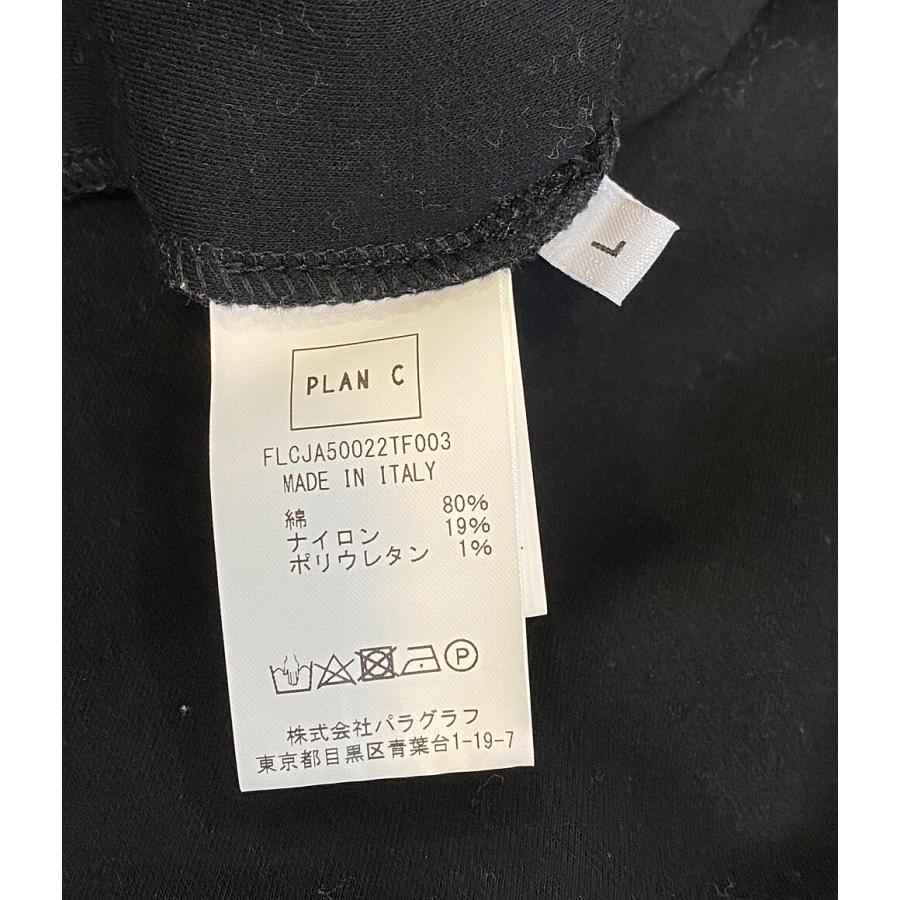 L
PLAN C
FLCJA50022TF003
MADE IN ITALY
綿 80%
ナイロン 19%
ポリウレタン 1%
P
株式会社パラグラフ
東京都目黒区青葉台1-19-7